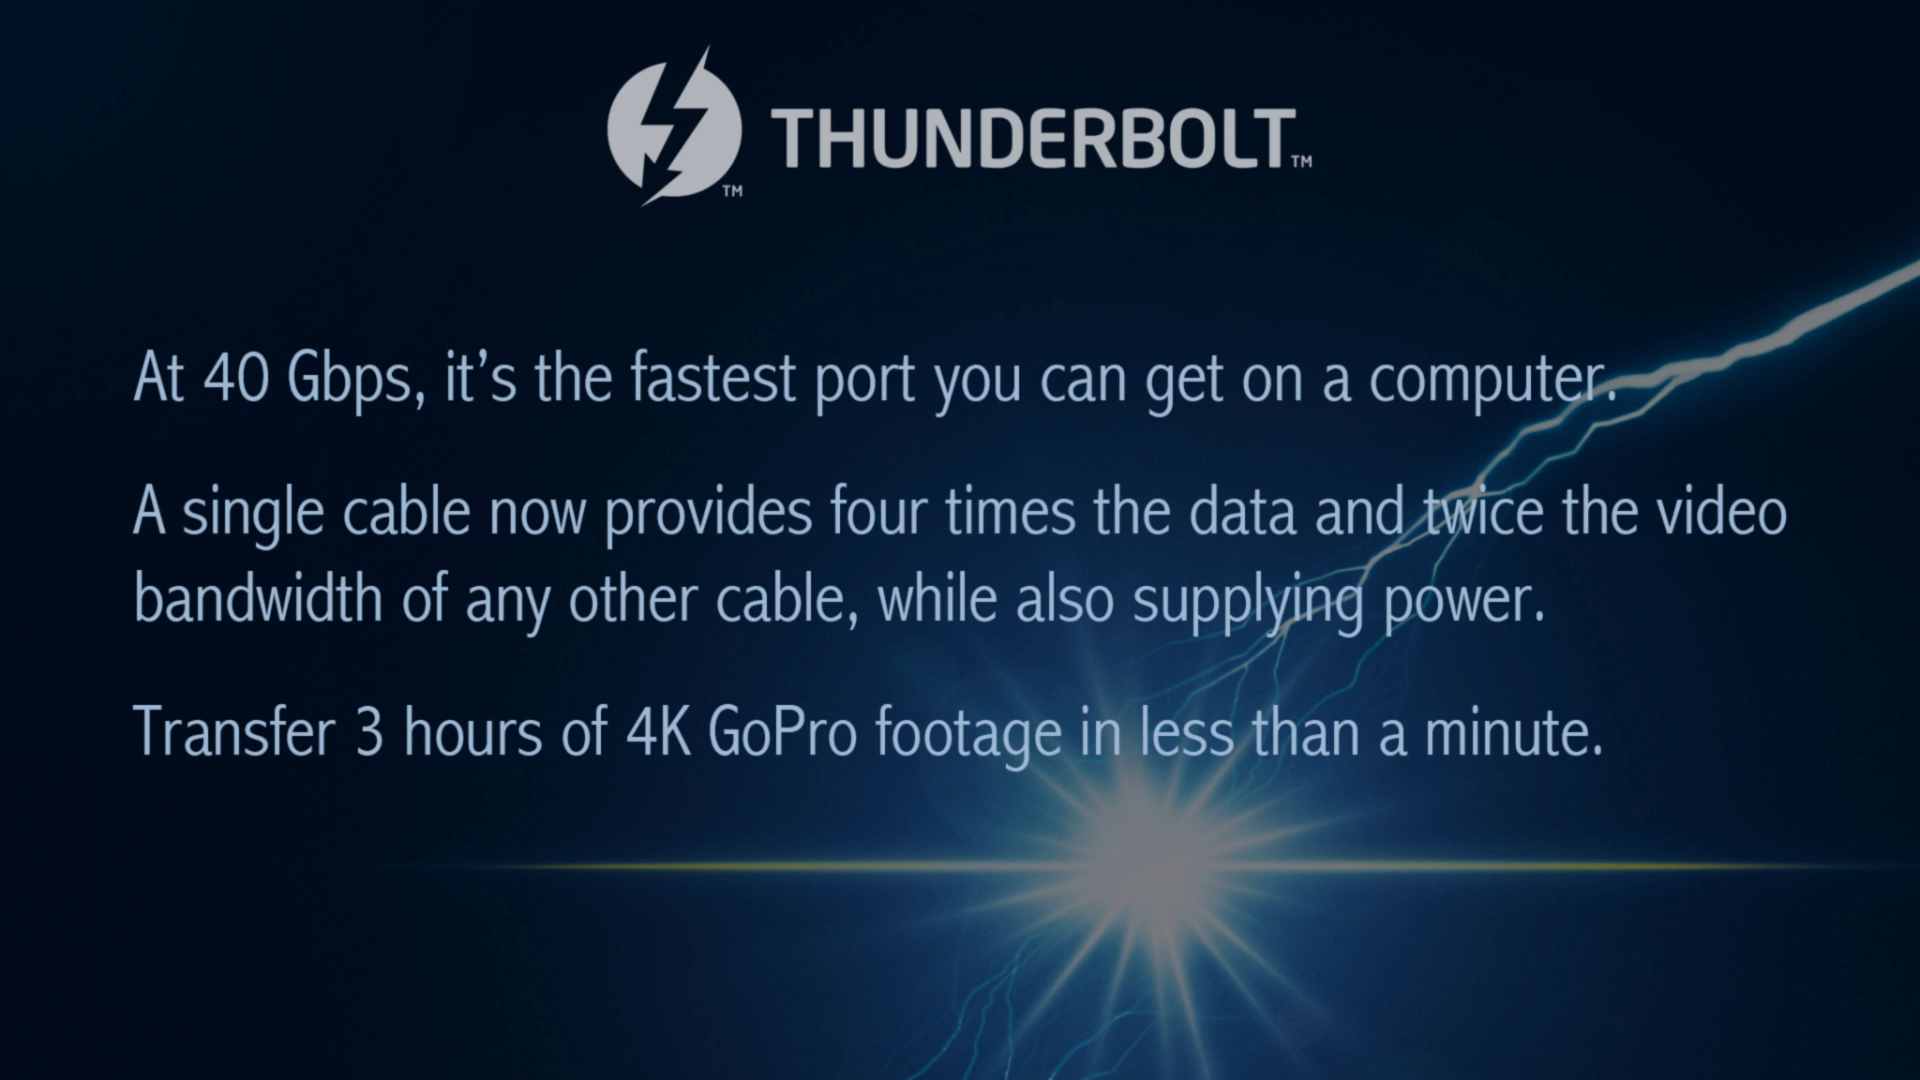 THUNDERBOLT™
™
At 40 Gbps, it’s the fastest port you can get on a computer.
A single cable now provides four times the data and twice the video
bandwidth of any other cable, while also supplying power.
Transfer 3 hours of 4K GoPro footage in less than a minute.